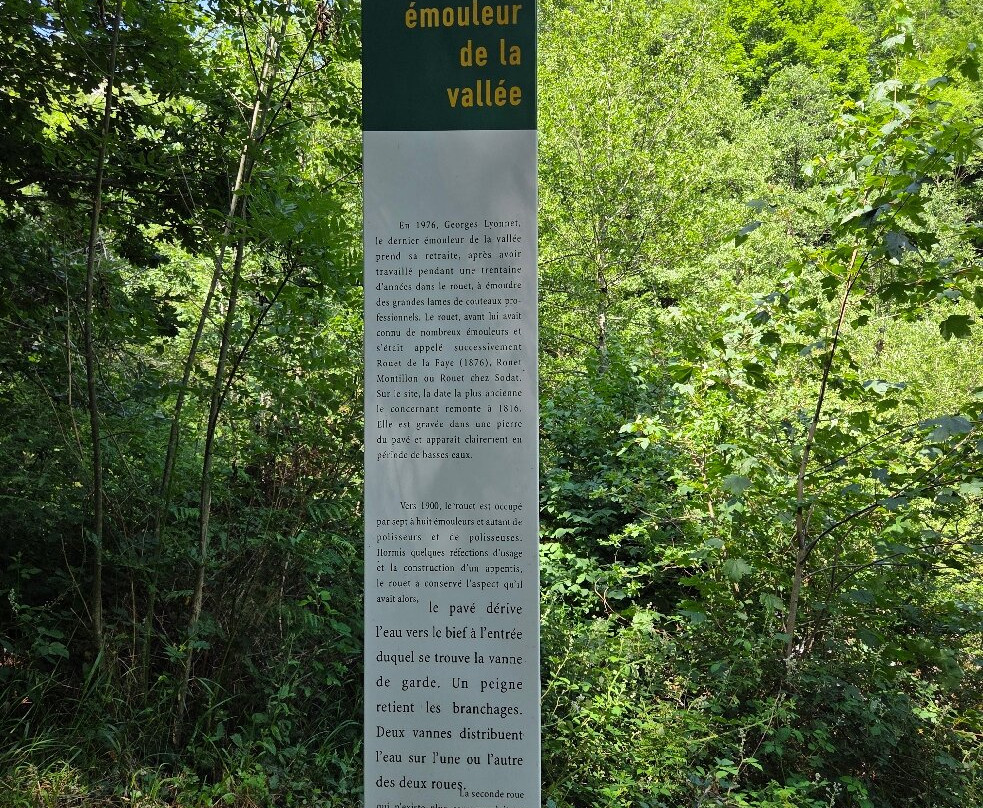 émouleur
de la
vallée
En 1976, Georges Lyonnet,
le dernier émouleur de la vallée
prend sa retraite, après avoir
travaillé pendant une trentaine
d'années dans le rouet, à émoudre
des grandes lames de couteaux pro-
fessionnels. Le rouet, avant lui avait
connu de nombreux émouleurs et
s'était appelé successivement
Rouet de la Faye (1876), Rouet
Montillon ou Rouet chez Sodat.
Sur le site, la date la plus ancienne
le concernant remonte à 1816.
Elle est gravée dans une pierre
du pavé et apparaît clairement en
période de basses eaux.
Vers 1900, le rouet est occupé
par sept à huit émouleurs et autant de
polisseurs et de polisseuses.
Hormis quelques réfections d'usage
et la construction d'un appentis,
le rouet a conservé l'aspect qu'il
avait alors, le pavé dérive
l'eau vers le bief à l'entrée
duquel se trouve la vanne
de garde. Un peigne
retient les branchages.
Deux vannes distribuent
l'eau sur l'une ou l'autre
des deux roues. La seconde roue
qui n'existe plus